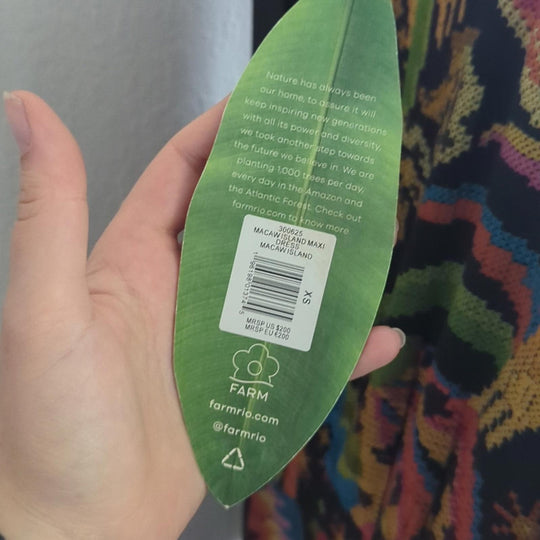 Nature has always been
our home, to assure it will
keep inspiring new generations
with all its power and diversity,
we took another step towards
the future we believe in. We are
planting 1,000 trees per day,
every day in the Amazon and
the Atlantic Forest. Check out
farmrio.com to know more.
300625
MACAW ISLAND MAXI
DRESS
MACAW ISLAND
XS
MRSP US $200
MRSP EU €200
FARM
farmrio.com
@farmrio